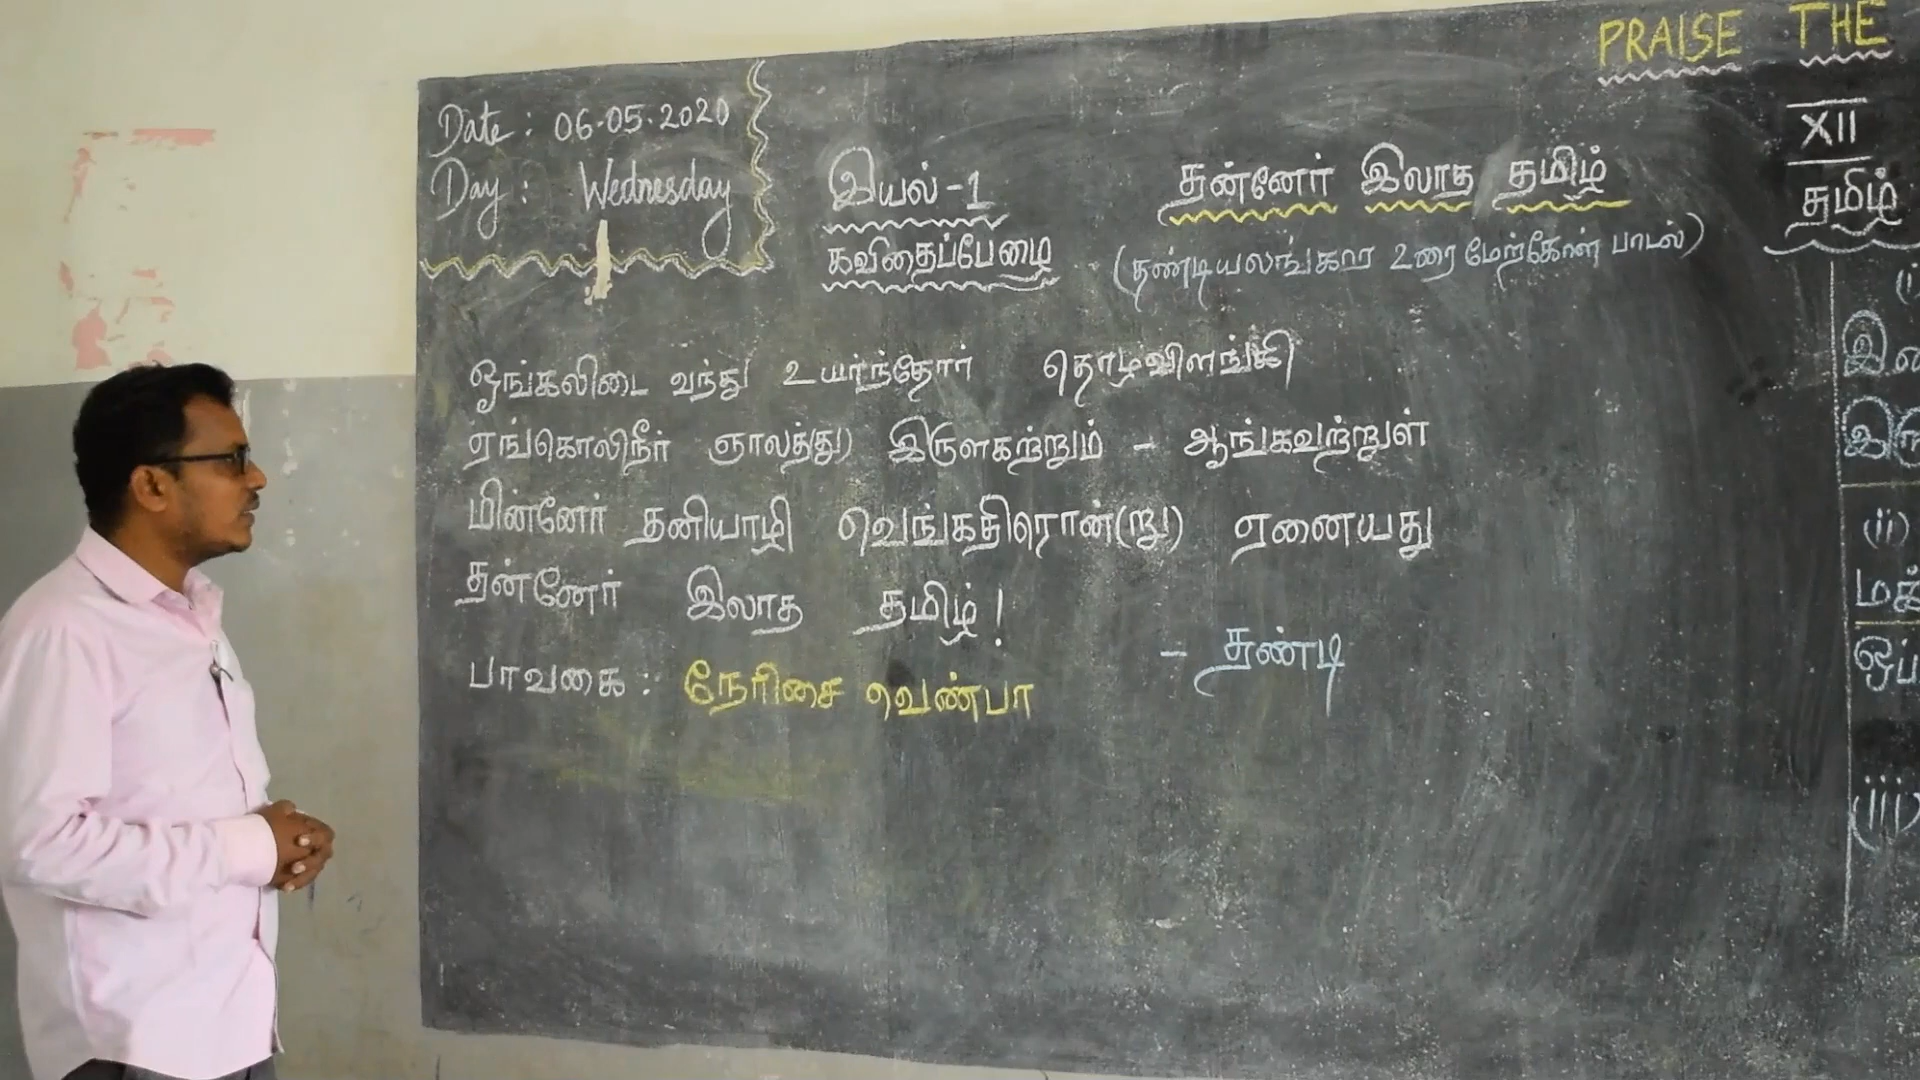 PRAISE THE
Date : 06.05.2020
Day : Wednesday
இயல் -1
கவிதைப்பேழை
தன்னேர் இலாத தமிழ்
(தண்டியலங்கார உரை மேற்கோள் பாடல்)
XII
தமிழ்
ஓங்கலிடை வந்து உயர்ந்தோர் தொழவிளங்கி
ஏங்கொலிநீர் ஞாலத்து இருளகற்றும் – ஆங்கவற்றுள்
மின்னேர் தனியாழி வெங்கதிரொன்(று) ஏனையது
தன்னேர் இலாத தமிழ்!
– தண்டி
பாவகை : நேரிசை வெண்பா
(ii)
(iii)